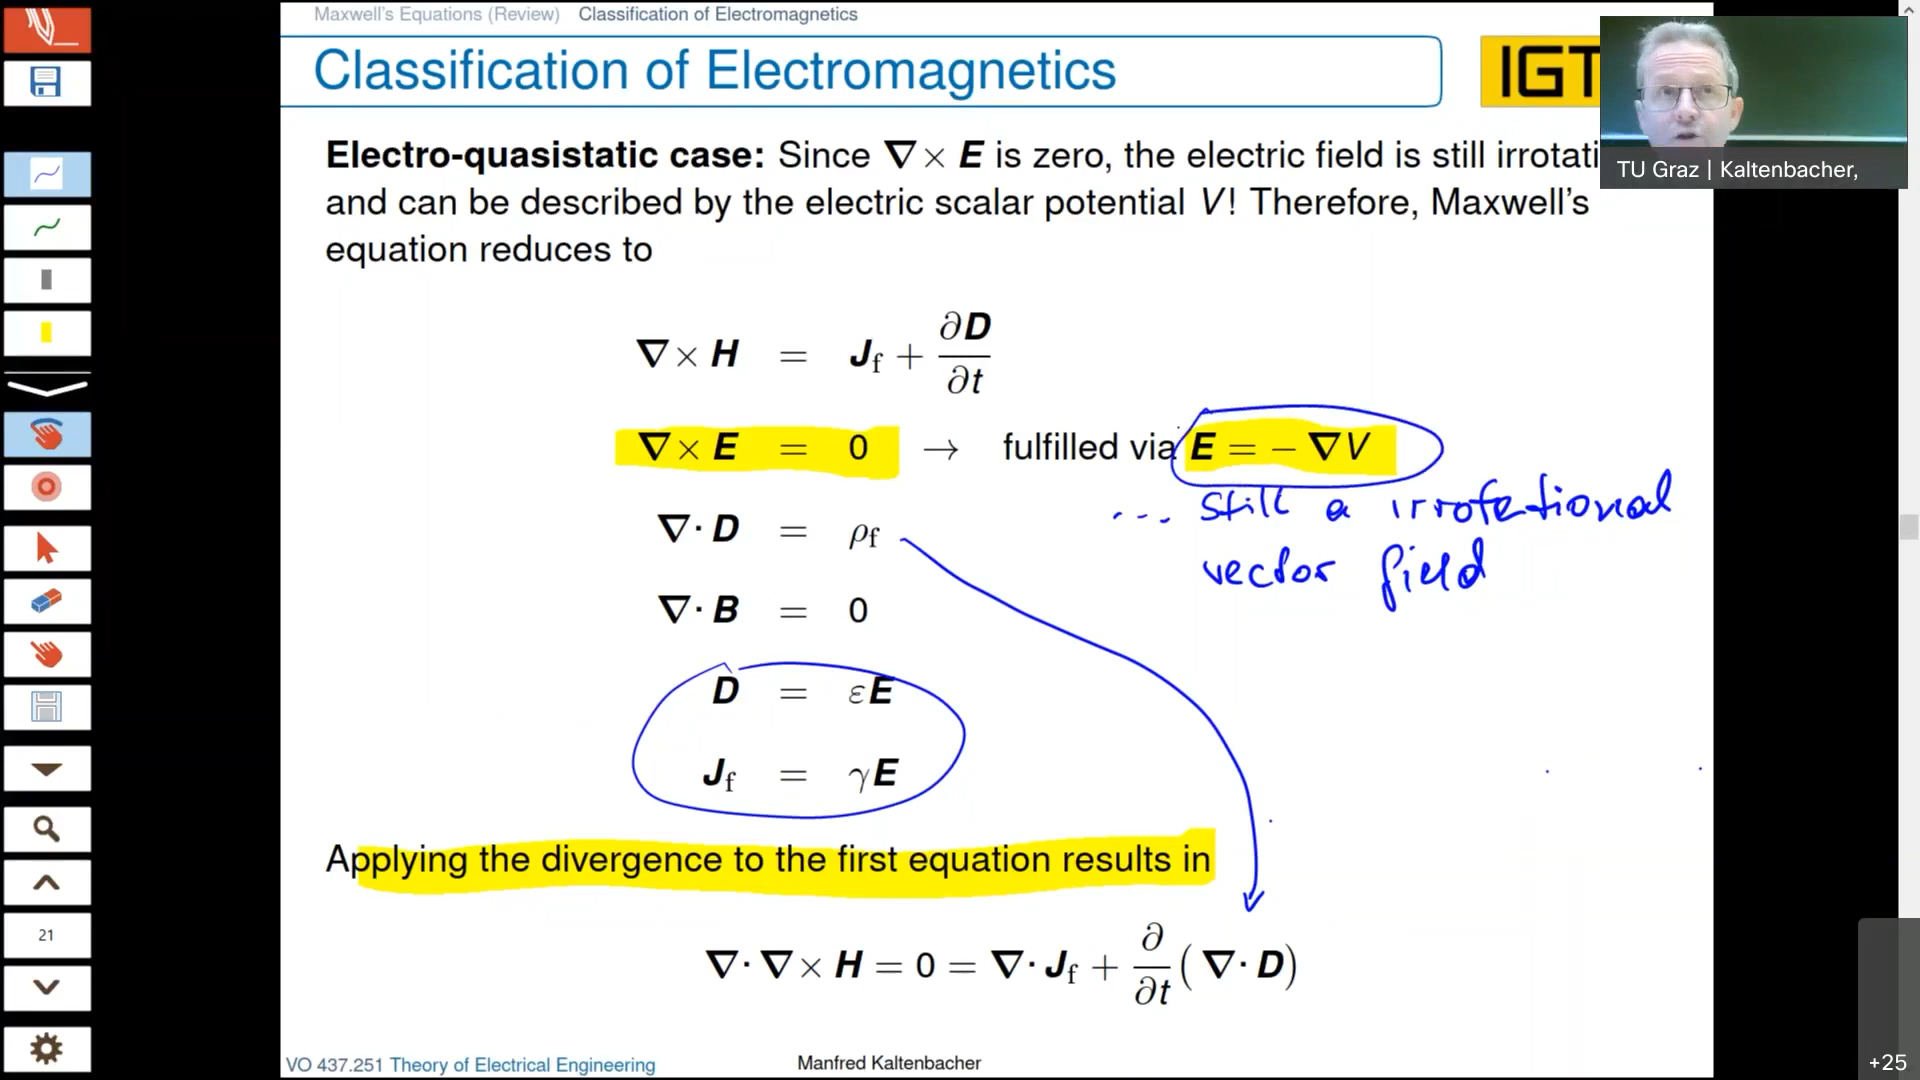 Maxwell's Equations (Review) Classification of Electromagnetics
Classification of Electromagnetics
IGT
TU Graz | Kaltenbacher,
Electro-quasistatic case: Since ∇× E is zero, the electric field is still irrotati
and can be described by the electric scalar potential V! Therefore, Maxwell's
equation reduces to
∇× H = J_f + ∂D/∂t
∇× E = 0 → fulfilled via E = − ∇V
... still a irrotational
vector field
∇· D = ρ_f
∇· B = 0
D = εE
J_f = γE
Applying the divergence to the first equation results in
∇· ∇× H = 0 = ∇· J_f + ∂/∂t ( ∇· D)
21
VO 437.251 Theory of Electrical Engineering Manfred Kaltenbacher
+25